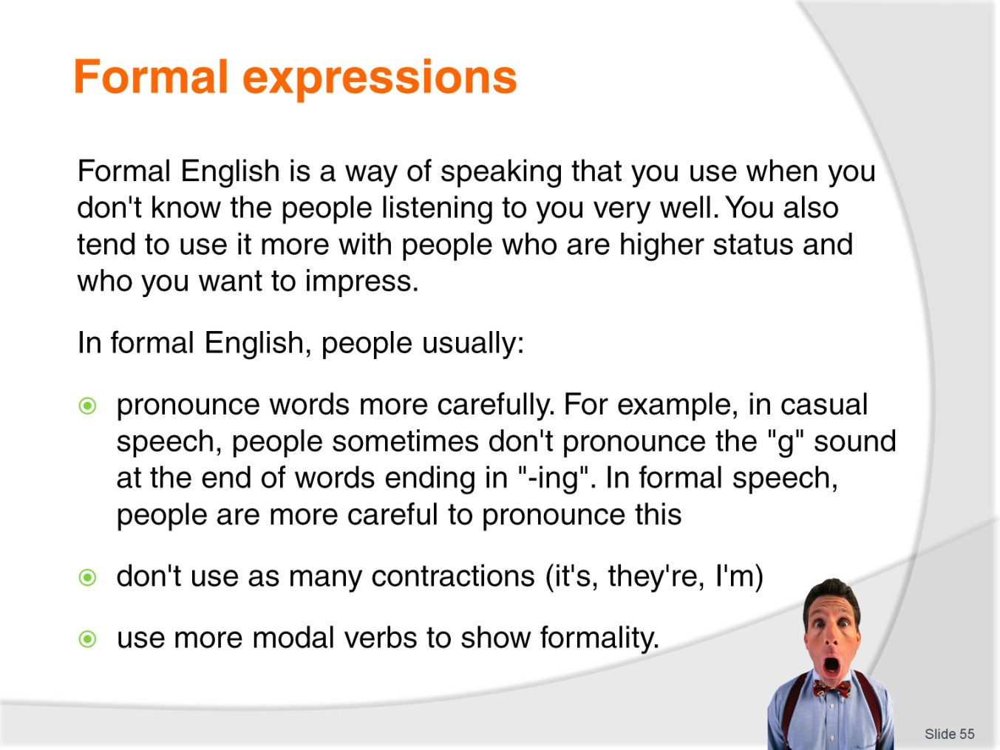 Formal expressions
Formal English is a way of speaking that you use when you
don't know the people listening to you very well. You also
tend to use it more with people who are higher status and
who you want to impress.
In formal English, people usually:
pronounce words more carefully. For example, in casual
speech, people sometimes don't pronounce the "g" sound
at the end of words ending in "-ing". In formal speech,
people are more careful to pronounce this
don't use as many contractions (it's, they're, I'm)
use more modal verbs to show formality.
Slide 55